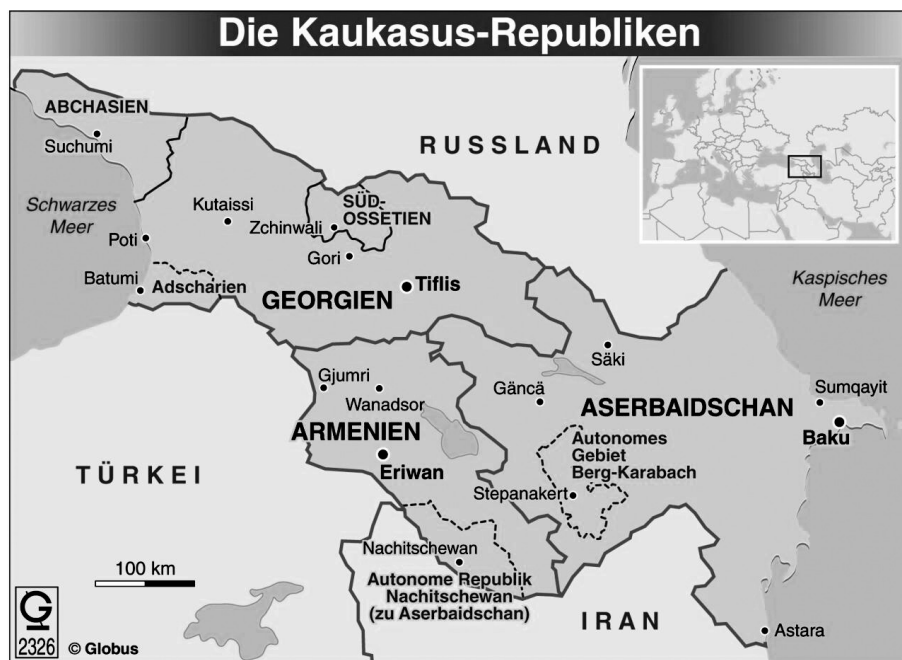 Die Kaukasus-Republiken
ABCHASIEN
Suchumi
RUSSLAND
Schwarzes
Meer
Kutaissi
SÜD-
OSSETIEN
Zchinwali
Poti
Gori
Batumi
Adscharien
Tiflis
GEORGIEN
Kaspisches
Meer
Säki
Gjumri
Wanadsor
Gäncä
Sumqayit
ASERBAIDSCHAN
Baku
ARMENIEN
Eriwan
Autonomes
Gebiet
Berg-Karabach
TÜRKEI
Stepanakert
Nachitschewan
100 km
Autonome Republik
Nachitschewan
(zu Aserbaidschan)
IRAN
Astara
G
2326
© Globus